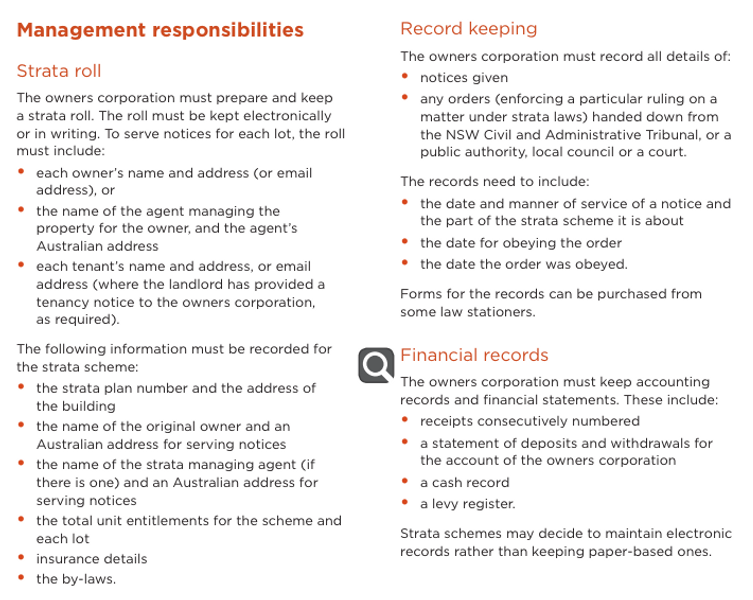 Management responsibilities
Strata roll
The owners corporation must prepare and keep
a strata roll. The roll must be kept electronically
or in writing. To serve notices for each lot, the roll
must include:
• each owner's name and address (or email
address), or
• the name of the agent managing the
property for the owner, and the agent's
Australian address
• each tenant's name and address, or email
address (where the landlord has provided a
tenancy notice to the owners corporation,
as required).
The following information must be recorded for
the strata scheme:
• the strata plan number and the address of
the building
• the name of the original owner and an
Australian address for serving notices
• the name of the strata managing agent (if
there is one) and an Australian address for
serving notices
• the total unit entitlements for the scheme and
each lot
• insurance details
• the by-laws.
Record keeping
The owners corporation must record all details of:
• notices given
• any orders (enforcing a particular ruling on a
matter under strata laws) handed down from
the NSW Civil and Administrative Tribunal, or a
public authority, local council or a court.
The records need to include:
• the date and manner of service of a notice and
the part of the strata scheme it is about
• the date for obeying the order
• the date the order was obeyed.
Forms for the records can be purchased from
some law stationers.
Financial records
The owners corporation must keep accounting
records and financial statements. These include:
• receipts consecutively numbered
• a statement of deposits and withdrawals for
the account of the owners corporation
• a cash record
• a levy register.
Strata schemes may decide to maintain electronic
records rather than keeping paper-based ones.